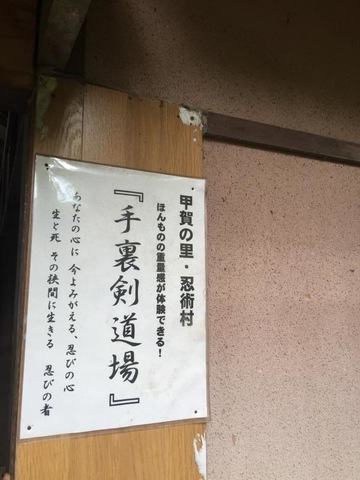 甲賀の里・忍術村
ほんものの重量感が体験できる！
『手裏剣道場』
あなたの心に 今よみがえる、忍びの心
生と死 その狭間に生きる 忍びの者